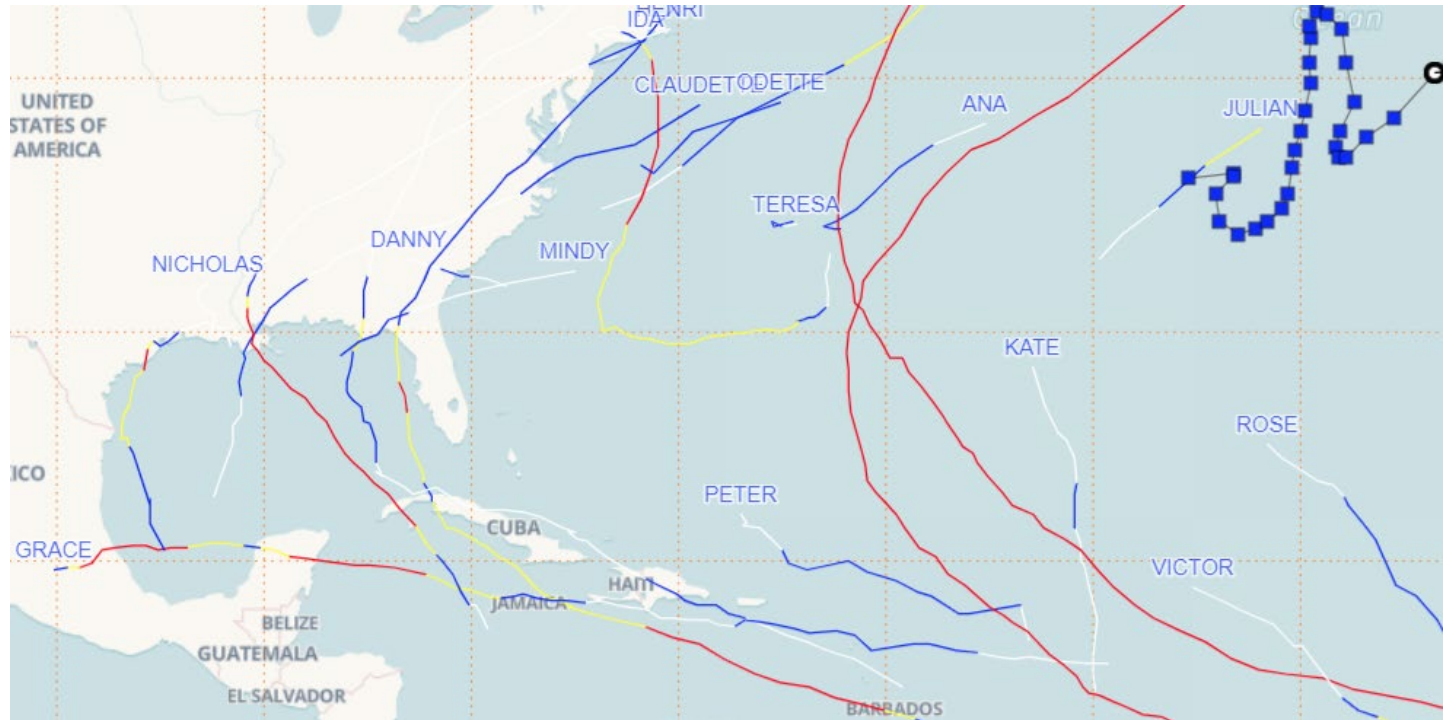 HENRI
IDA
Ocean
CLAUDETTE
ODETTE
UNITED
STATES OF
AMERICA
ANA
JULIAN
TERESA
DANNY
MINDY
NICHOLAS
KATE
ROSE
ICO
PETER
CUBA
GRACE
HAITI
VICTOR
JAMAICA
BELIZE
GUATEMALA
EL SALVADOR
BARBADOS
G